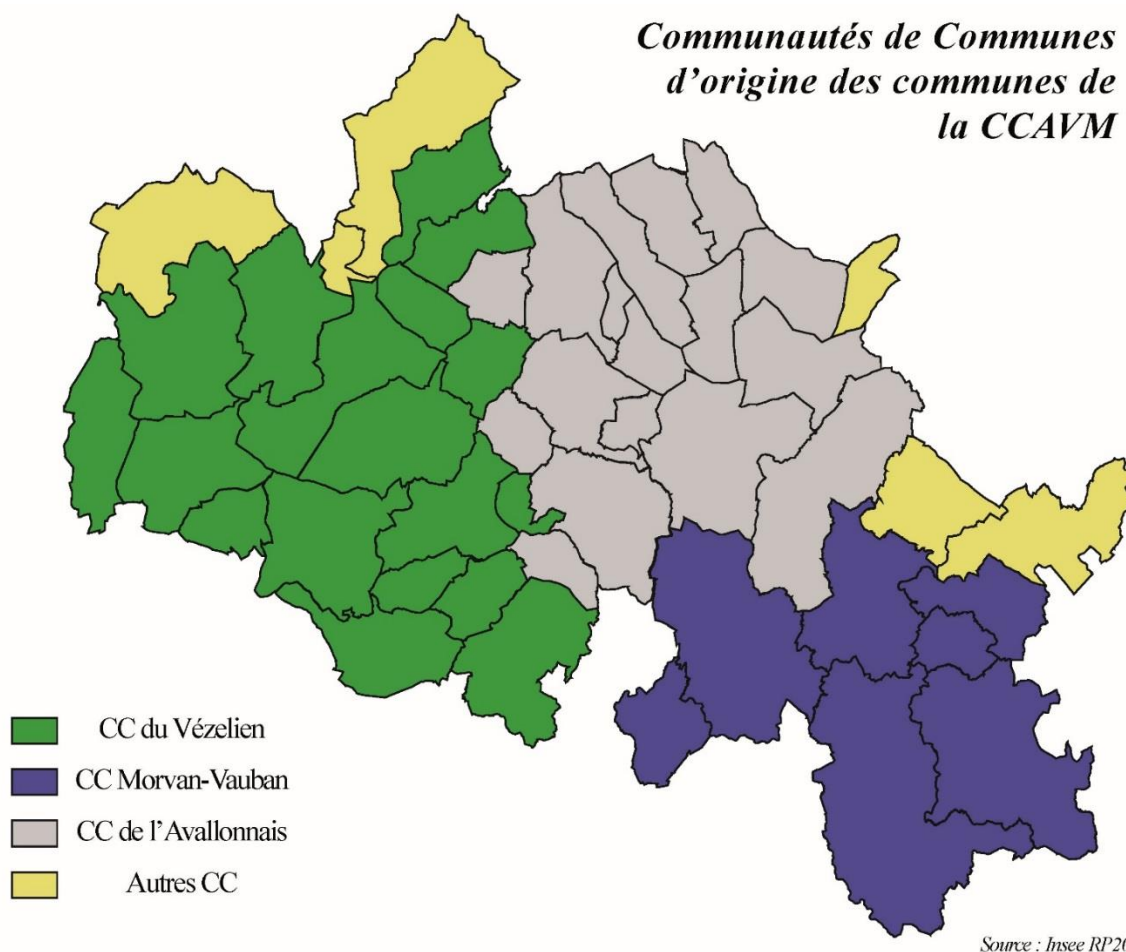 Communautés de Communes
d'origine des communes de
la CCAVM
CC du Vézelien
CC Morvan-Vauban
CC de l'Avallonnais
Autres CC
Source : Insee RP20